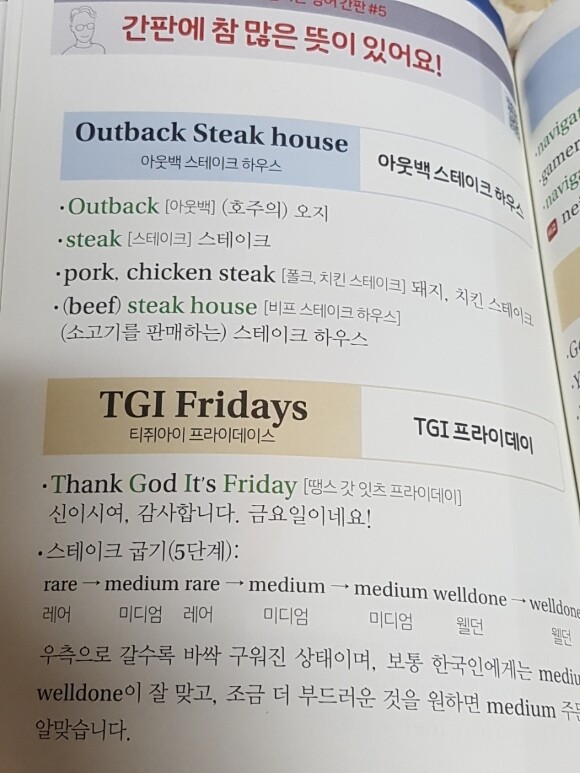 영어 간판 #5
간판에 참 많은 뜻이 있어요!
Outback Steak house
아웃백 스테이크 하우스
아웃백 스테이크 하우스
·Outback [아웃백] (호주의) 오지
·steak [스테이크] 스테이크
·pork, chicken steak [폴크, 치킨 스테이크] 돼지, 치킨 스테이크
·(beef) steak house [비프 스테이크 하우스]
(소고기를 판매하는) 스테이크 하우스
TGI Fridays
티쥐아이 프라이데이스
TGI 프라이데이
·Thank God It's Friday [땡스 갓 잇츠 프라이데이]
신이시여, 감사합니다. 금요일이네요!
·스테이크 굽기(5단계):
rare → medium rare → medium → medium welldone → welldone
레어 미디엄 레어 미디엄 미디엄 웰던 웰던
우측으로 갈수록 바싹 구워진 상태이며, 보통 한국인에게는
welldone이 잘 맞고, 조금 더 부드러운 것을 원하면 medium
알맞습니다.